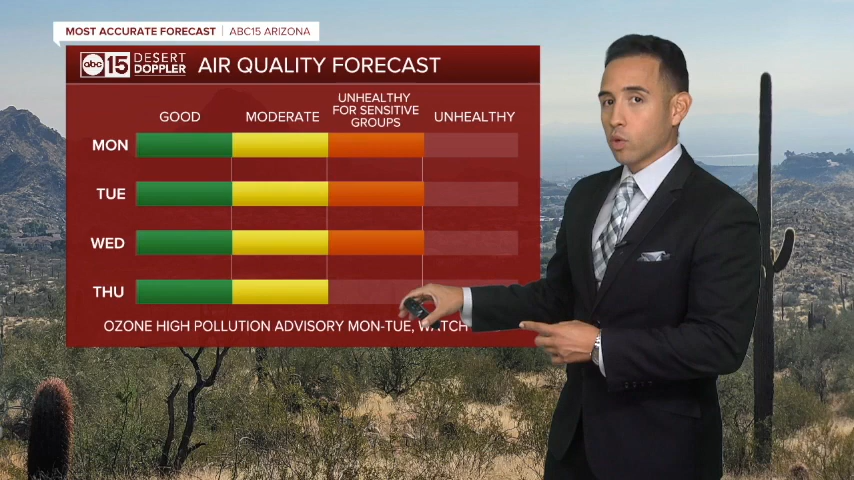 MOST ACCURATE FORECAST | ABC15 ARIZONA
abc 15 DESERT DOPPLER AIR QUALITY FORECAST
GOOD MODERATE UNHEALTHY FOR SENSITIVE GROUPS UNHEALTHY
MON
TUE
WED
THU
OZONE HIGH POLLUTION ADVISORY MON-TUE, WATCH